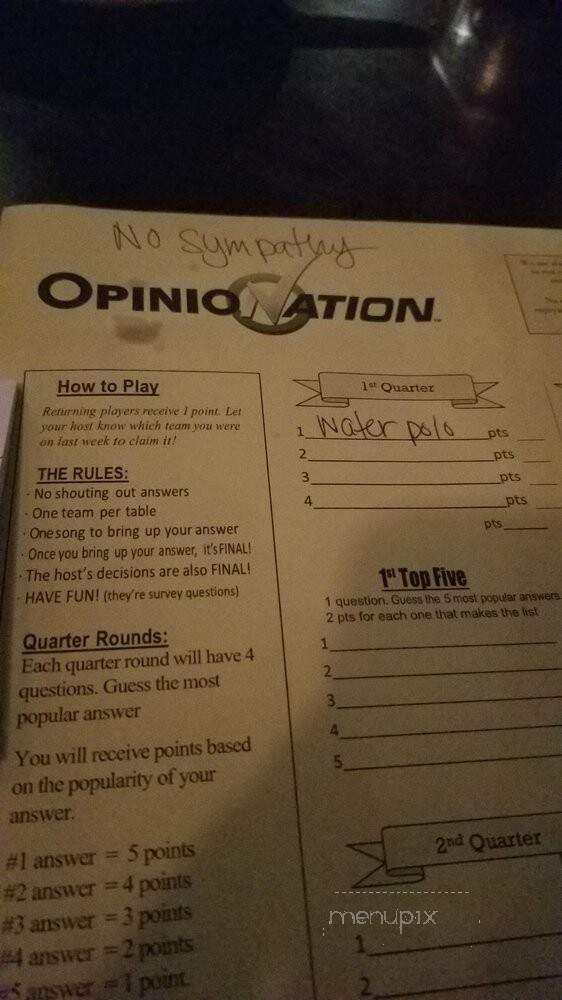 No Sympathy
OPINIONATION
How to Play
Returning players receive 1 point. Let
your host know which team you were
on last week to claim it!
THE RULES:
· No shouting out answers
· One team per table
· One song to bring up your answer
· Once you bring up your answer, it's FINAL!
· The host's decisions are also FINAL!
· HAVE FUN! (they're survey questions)
Quarter Rounds:
Each quarter round will have 4
questions. Guess the most
popular answer
You will receive points based
on the popularity of your
answer.
#1 answer = 5 points
#2 answer = 4 points
#3 answer = 3 points
#4 answer = 2 points
#5 answer = 1 point
1st Quarter
1 Water polo pts
2 pts
3 pts
4 pts
pts
1st Top Five
1 question. Guess the 5 most popular answers.
2 pts for each one that makes the list
1
2
3
4
5
2nd Quarter
1
2
menupix